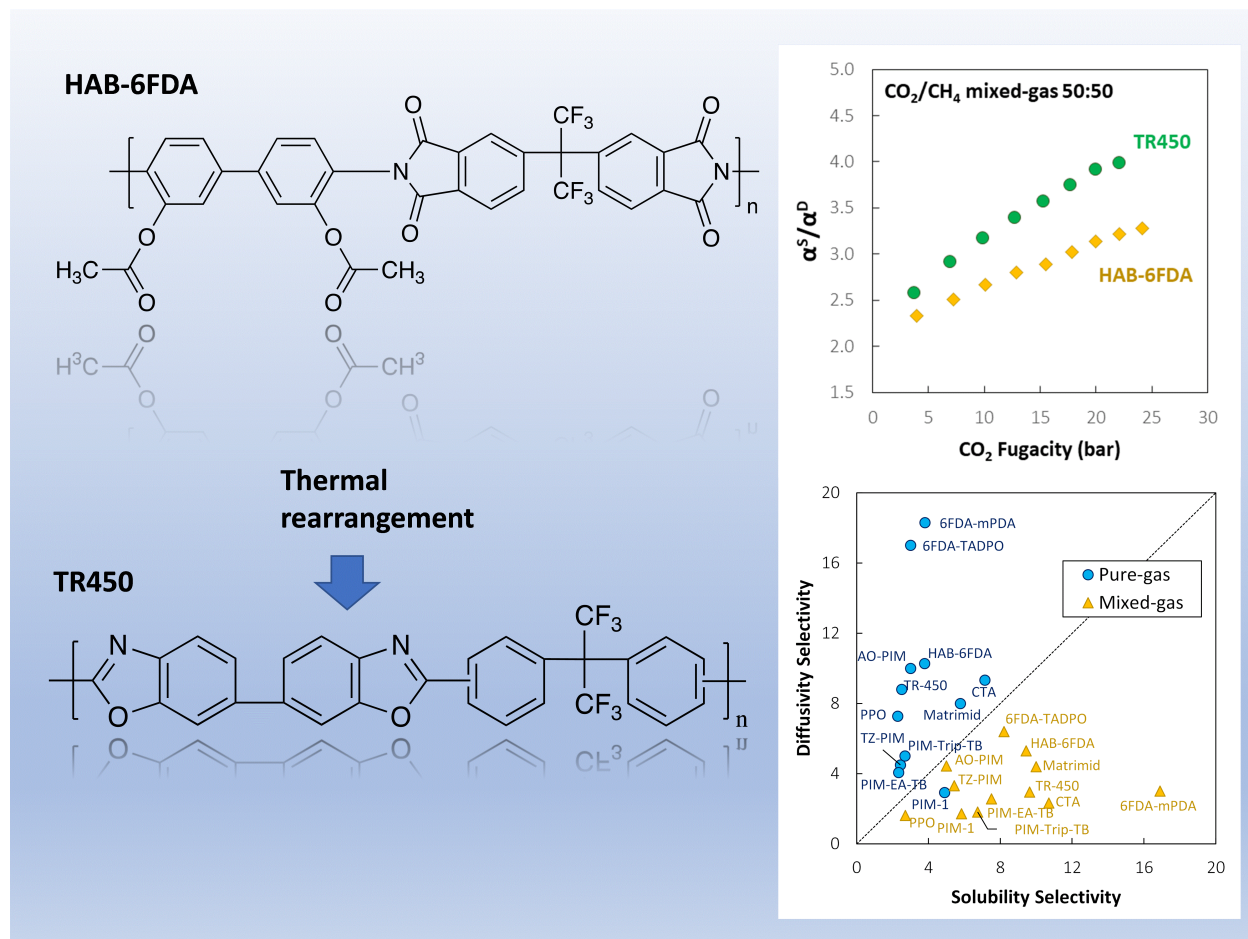 HAB-6FDA
O
O
CF₃
O
O
N
N
n
O
CF₃
O
O
O
H₃C
O
O
CH₃
O
O
H³C
O
CH³
O
O
O
O
Thermal
rearrangement
TR450
N
N
CF₃
O
O
CF₃
n
O
O
CF₃
CO₂/CH₄ mixed-gas 50:50
TR450
HAB-6FDA
αˢ/αᴰ
5.0
4.5
4.0
3.5
3.0
2.5
2.0
1.5
0 5 10 15 20 25 30
CO₂ Fugacity (bar)
20
16
12
8
4
0
Diffusivity Selectivity
6FDA-mPDA
6FDA-TADPO
Pure-gas
Mixed-gas
AO-PIM
HAB-6FDA
TR-450
CTA
PPO
Matrimid
TZ-PIM
PIM-Trip-TB
PIM-EA-TB
PIM-1
6FDA-TADPO
HAB-6FDA
AO-PIM
Matrimid
TZ-PIM
TR-450
CTA
6FDA-mPDA
PIM-EA-TB
PPO
PIM-1
PIM-Trip-TB
0 4 8 12 16 20
Solubility Selectivity